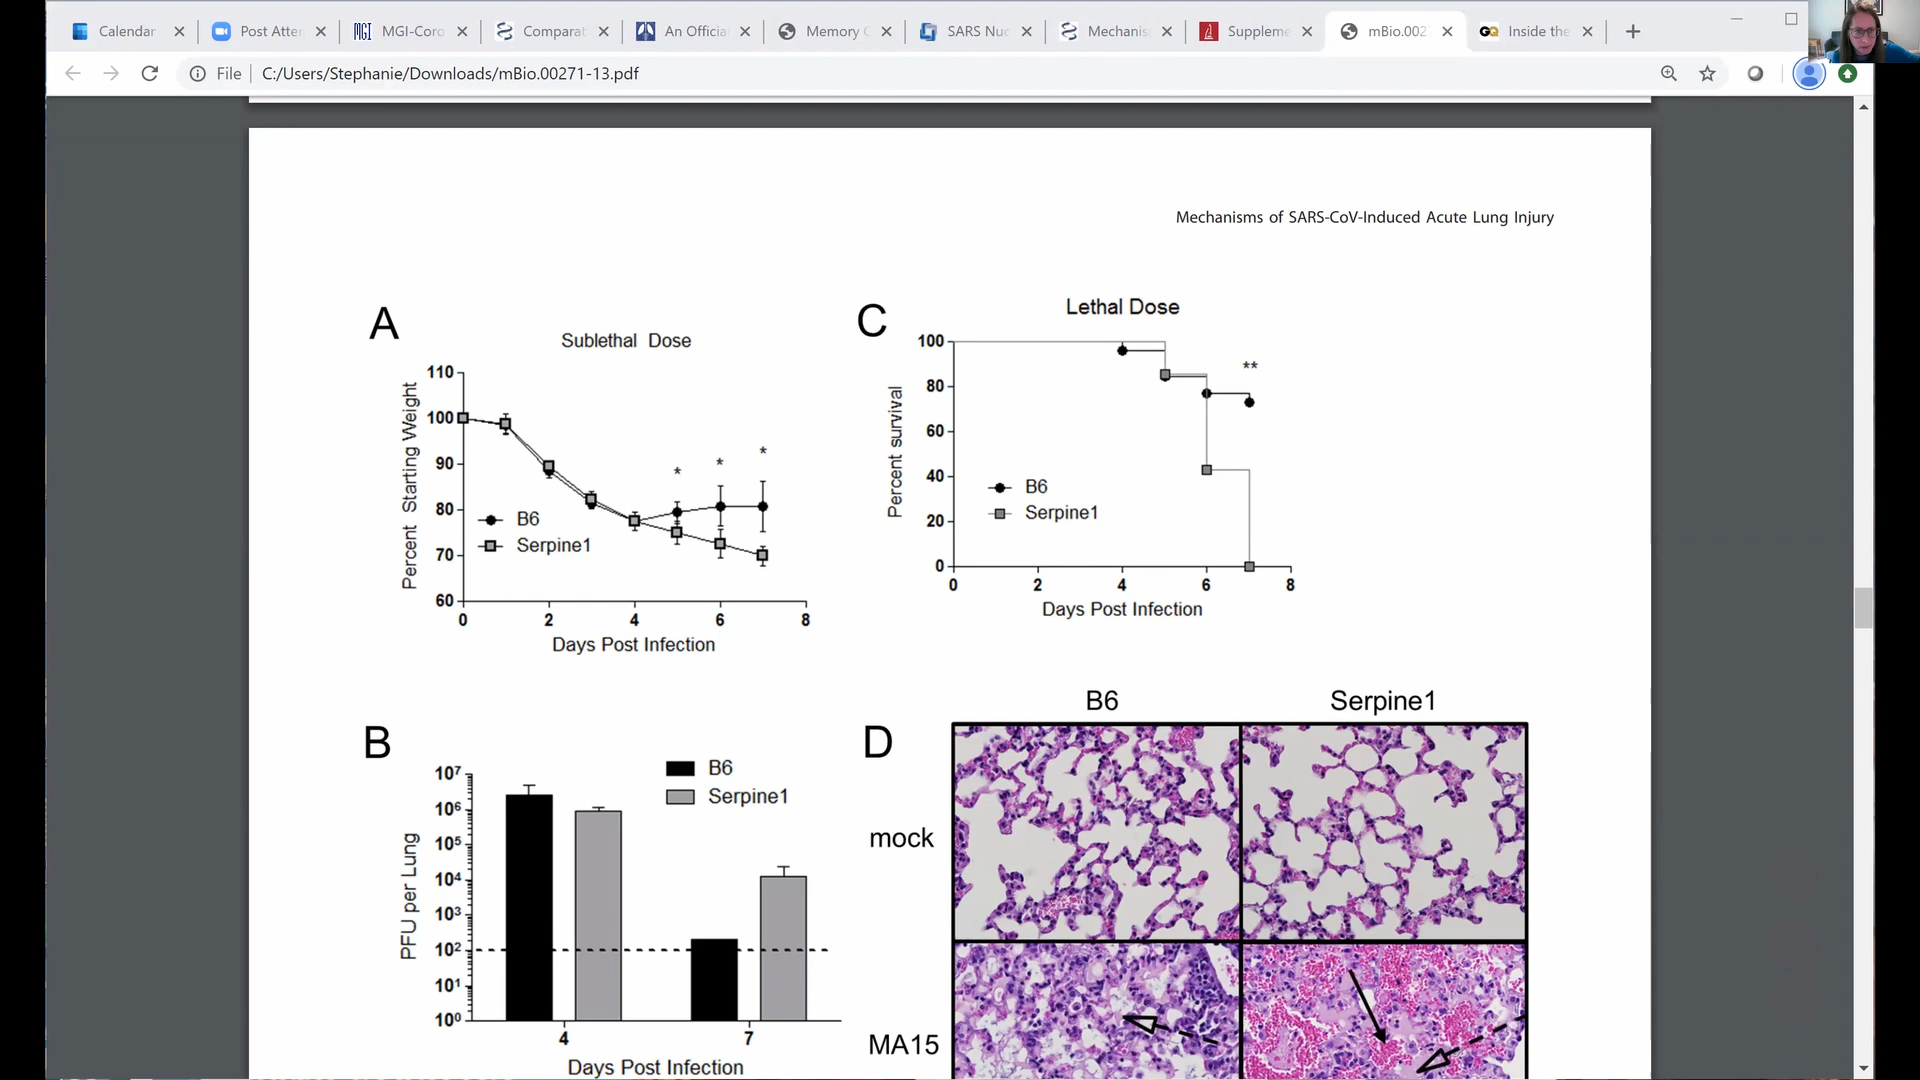 Calendar
Post Atter
MGI MGI-Coro
Comparat
An Officia
Memory C
SARS Nuc
Mechanis
Suppleme
mBio.002
GQ Inside the
File C:/Users/Stephanie/Downloads/mBio.00271-13.pdf
Mechanisms of SARS-CoV-Induced Acute Lung Injury
A
Sublethal Dose
110
100
90
80
70
60
Percent Starting Weight
* * *
B6
Serpine1
0 2 4 6 8
Days Post Infection
C
Lethal Dose
100
80
60
40
20
0
Percent survival
**
B6
Serpine1
0 2 4 6 8
Days Post Infection
B
10⁷
10⁶
10⁵
10⁴
10³
10²
10¹
10⁰
PFU per Lung
B6
Serpine1
4 7
Days Post Infection
D
B6 Serpine1
mock
MA15